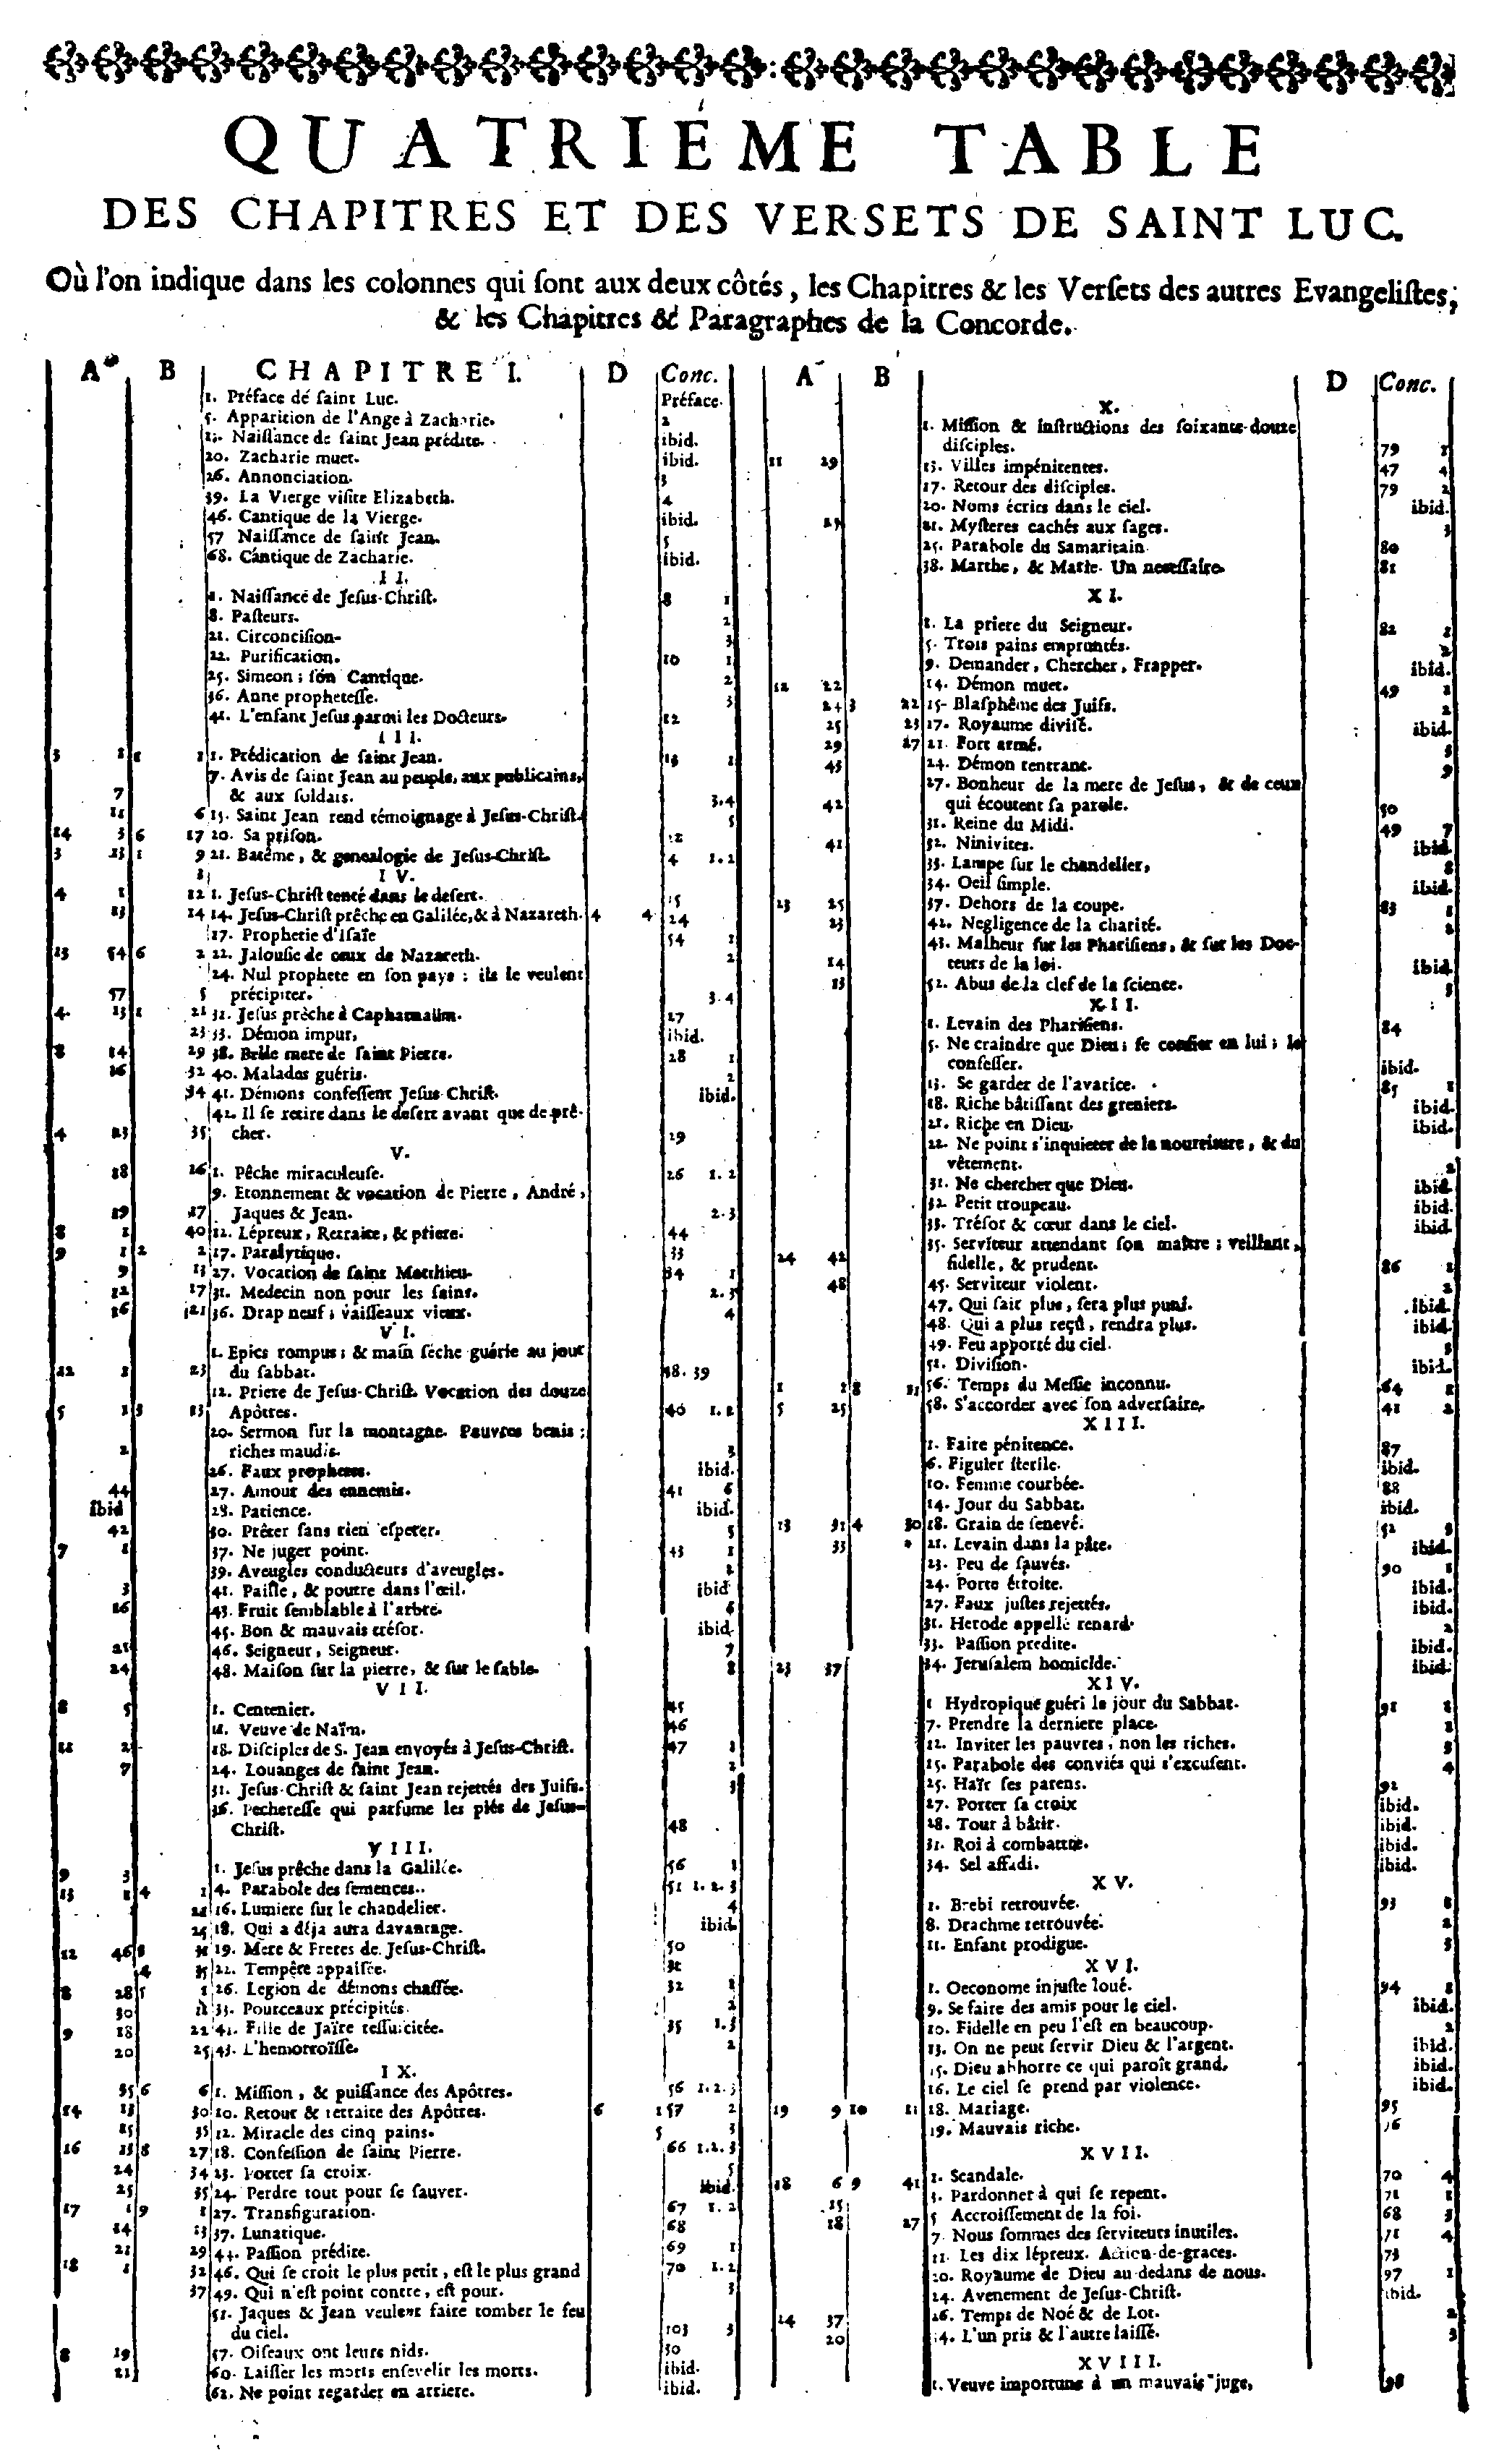 QUATRIÉME TABLE
DES CHAPITRES ET DES VERSETS DE SAINT LUC.
Où l'on indique dans les colonnes qui ſont aux deux côtés, les Chapitres & les Verſets des autres Evangeliſtes,
& les Chapitres & Paragraphes de la Concorde.
A B CHAPITRE I. D Conc.
1. Préface de ſaint Luc. Préface.
5. Apparition de l'Ange à Zacharie. 2
13. Naiſſance de ſaint Jean prédite. ibid.
20. Zacharie muet. ibid.
26. Annonciation. 3
39. La Vierge viſite Elizabeth. 4
46. Cantique de la Vierge. ibid.
57 Naiſſance de ſaint Jean. 5
68. Cantique de Zacharie. ibid.
II.
1. Naiſſance de Jeſus-Chriſt. 8 1
8. Paſteurs. 2
21. Circonciſion. 3
22. Purification. 10 1
25. Simeon; ſon Cantique. 2
36. Anne propheteſſe. 3
41. L'enfant Jeſus parmi les Docteurs. 12
III.
3 1 1 1 1. Prédication de ſaint Jean. 13 1
7. Avis de ſaint Jean au peuple, aux publicains,
7 & aux ſoldats. 3.4
11 6 15. Saint Jean rend témoignage à Jeſus-Chriſt. 5
14 3 6 17 20. Sa priſon.
3 13 1 9 21. Batême, & genealogie de Jeſus-Chriſt. 1.2
IV.
4 1 12 1. Jeſus-Chriſt tenté dans le deſert. 15
13 14 14. Jeſus-Chriſt prêche en Galilée, & à Nazareth. 4 4 24
17. Prophetie d'Iſaïe 54 1
13 54 6 2 22. Jalouſie de ceux de Nazareth. 2
24. Nul prophete en ſon pays: ils le veulent
57 5 précipiter. 3.4
4. 13 1 21 31. Jeſus prêche à Capharnaüm. 27
23 33. Démon impur, ibid.
8 14 29 38. Belle mere de ſaint Pierre. 28 1
16 32 40. Malades guéris. 2
34 41. Démons confeſſent Jeſus-Chriſt. ibid.
42. Il ſe retire dans le deſert avant que de prê-
4 23 35 cher. 29
V.
18 16 1. Pêche miraculeuſe. 26 1.2
9. Etonnement & vocation de Pierre, André,
19 17 Jaques & Jean. 2.3
8 1 40 12. Lépreux, Retraite, & priere. 44
9 1 2 2 17. Paralytique. 33
9 13 27. Vocation de ſaint Matthieu. 34 1
12 17 31. Medecin non pour les ſains. 2.3
16 21 36. Drap neuf; vaiſſeaux vieux. 4
VI.
1. Epics rompus; & main ſéche guérie au jour
12 1 23 du ſabbat. 38. 39
12. Priere de Jeſus-Chriſt. Vocation des douze
5 1 3 13 Apôtres. 40 1.2
20. Sermon ſur la montagne. Pauvres benis;
2 riches maudis. 3
26. Faux prophetes. ibid.
44 27. Amour des ennemis. 41 6
ibid 28. Patience. ibid.
42 30. Prêter ſans rien eſperer. 5
7 1 37. Ne juger point. 43 1
39. Aveugles conducteurs d'aveugles. 2
3 41. Paille, & poutre dans l'œil. ibid
16 43. Fruit ſemblable à l'arbre. 6
45. Bon & mauvais tréſor. ibid
21 46. Seigneur, Seigneur. 7
24 48. Maiſon ſur la pierre, & ſur le ſable. 8
VII.
8 5 1. Centenier. 45
11. Veuve de Naïm. 46
11 2 18. Diſciples de S. Jean envoyés à Jeſus-Chriſt. 47 1
7 24. Louanges de ſaint Jean. 2
31. Jeſus-Chriſt & ſaint Jean rejettés des Juifs. 3
36. Pechereſſe qui parfume les piés de Jeſus-
Chriſt. 48
VIII.
1. Jeſus prêche dans la Galilée. 56 1
13 4 1 4. Parabole des ſemences. 51 1.2.3
21 16. Lumiere ſur le chandelier. 4
25 18. Qui a déja aura davantage. ibid.
12 46 31 19. Mere & Freres de Jeſus-Chriſt. 50
4 35 22. Tempête appaiſée.
8 28 5 1 26. Legion de démons chaſſée. 32 1
30 33. Pourceaux précipités. 2
9 18 22 41. Fille de Jaïre reſſuſcitée. 35 1.3
20 25 43. L'hemorroïſſe. 2
IX.
35 6 6 1. Miſſion, & puiſſance des Apôtres. 56 1.2.3
14 13 30 10. Retour & retraite des Apôtres. 6 1 57 2
15 35 12. Miracle des cinq pains. 5 3
16 13 8 27 18. Confeſſion de ſaint Pierre. 66 1.2.3
24 34 23. Porter ſa croix. 5
25 35 24. Perdre tout pour ſe ſauver. ibid.
17 1 9 1 27. Transfiguration. 67 1.2
14 13 37. Lunatique. 68
21 29 44. Paſſion prédite. 69 1
18 1 32 46. Qui ſe croit le plus petit, eſt le plus grand 70 1.2
37 49. Qui n'eſt point contre, eſt pour. 3
51. Jaques & Jean veulent faire tomber le feu
du ciel. 103 3
8 19 57. Oiſeaux ont leurs nids. 30
21 60. Laiſſer les morts enſevelir les morts. ibid.
62. Ne point regarder en arriere. ibid.
A B D Conc.
X.
1. Miſſion & inſtructions des ſoixante-douze
diſciples. 79 1
11 29 13. Villes impénitentes. 47 4
17. Retour des diſciples. 79 2
20. Noms écrits dans le ciel. ibid.
21. Myſteres cachés aux ſages. 3
25. Parabole du Samaritain. 80
38. Marthe, & Marie. Un neceſſaire. 81
XI.
1. La priere du Seigneur. 82 1
5. Trois pains empruntés. 2
9. Demander, Chercher, Frapper. ibid.
12 22 14. Démon muet. 49 1
24 3 22 15. Blaſphême des Juifs. 2
25 23 17. Royaume diviſé. ibid.
29 27 21. Fort armé.
43 24. Démon rentrant. 9
27. Bonheur de la mere de Jeſus, & de ceux
42 qui écoutent ſa parole. 50
31. Reine du Midi. 49 7
41 32. Ninivites. ibid.
33. Lampe ſur le chandelier, 8
34. Oeil ſimple. ibid.
23 25 37. Dehors de la coupe. 83 1
23 42. Negligence de la charité. 2
43. Malheur ſur les Phariſiens, & ſur les Doc-
14 teurs de la loi. ibid.
13 52. Abus de la clef de la ſcience. 3
XII.
1. Levain des Phariſiens. 84
5. Ne craindre que Dieu; ſe confier en lui; le
confeſſer. ibid.
13. Se garder de l'avarice. 85 1
18. Riche bâtiſſant des greniers. ibid.
21. Riche en Dieu. ibid.
22. Ne point s'inquieter de la nourriture, & du
vêtement. 2
31. Ne chercher que Dieu. ibid.
32. Petit troupeau. ibid.
33. Tréſor & cœur dans le ciel. ibid.
35. Serviteur attendant ſon maître; veillant,
24 42 fidelle, & prudent. 86 1
48 45. Serviteur violent. 2
47. Qui ſait plus, ſera plus puni. ibid.
48. Qui a plus reçû, rendra plus. ibid.
49. Feu apporté du ciel. 3
51. Diviſion. ibid.
56. Temps du Meſſie inconnu. 64
5 25 58. S'accorder avec ſon adverſaire. 41 2
XIII.
1. Faire pénitence. 87
6. Figuier ſterile. ibid.
10. Femme courbée. 88
14. Jour du Sabbat. ibid.
13 31 4 30 18. Grain de ſenevé. 52
33 21. Levain dans la pâte. ibid.
23. Peu de ſauvés. 90 1
24. Porte étroite. ibid.
27. Faux juſtes rejettés. ibid.
31. Herode appellé renard. 2
33. Paſſion predite. ibid.
23 37 34. Jeruſalem homicide. ibid.
XIV.
1 Hydropique guéri le jour du Sabbat. 91 1
7. Prendre la derniere place. 2
12. Inviter les pauvres, non les riches. 3
15. Parabole des conviés qui s'excuſent. 4
25. Haïr ſes parens. 92
27. Porter ſa croix ibid.
28. Tour à bâtir. ibid.
31. Roi à combattre. ibid.
34. Sel affadi. ibid.
XV.
1. Brebi retrouvée. 93 1
8. Drachme retrouvée. 2
11. Enfant prodigue. 3
XVI.
1. Oeconome injuſte loué. 94 1
9. Se faire des amis pour le ciel. ibid.
10. Fidelle en peu l'eſt en beaucoup. 2
13. On ne peut ſervir Dieu & l'argent. ibid.
15. Dieu abhorre ce qui paroît grand. ibid.
16. Le ciel ſe prend par violence. ibid.
19 9 10 11 18. Mariage. 95
19. Mauvais riche.
XVII.
18 6 9 41 1. Scandale. 70 4
15 3. Pardonner à qui ſe repent. 71 1
18 27 5 Accroiſſement de la foi. 68 3
7. Nous ſommes des ſerviteurs inutiles. 71 4
11. Les dix lépreux. Action-de-graces. 73
20. Royaume de Dieu au-dedans de nous. 97 1
24. Avenement de Jeſus-Chriſt. ibid.
24 37 26. Temps de Noé & de Lot. 2
20 34. L'un pris & l'autre laiſſé. 3
XVIII.
1. Veuve importune à un mauvais juge, 98